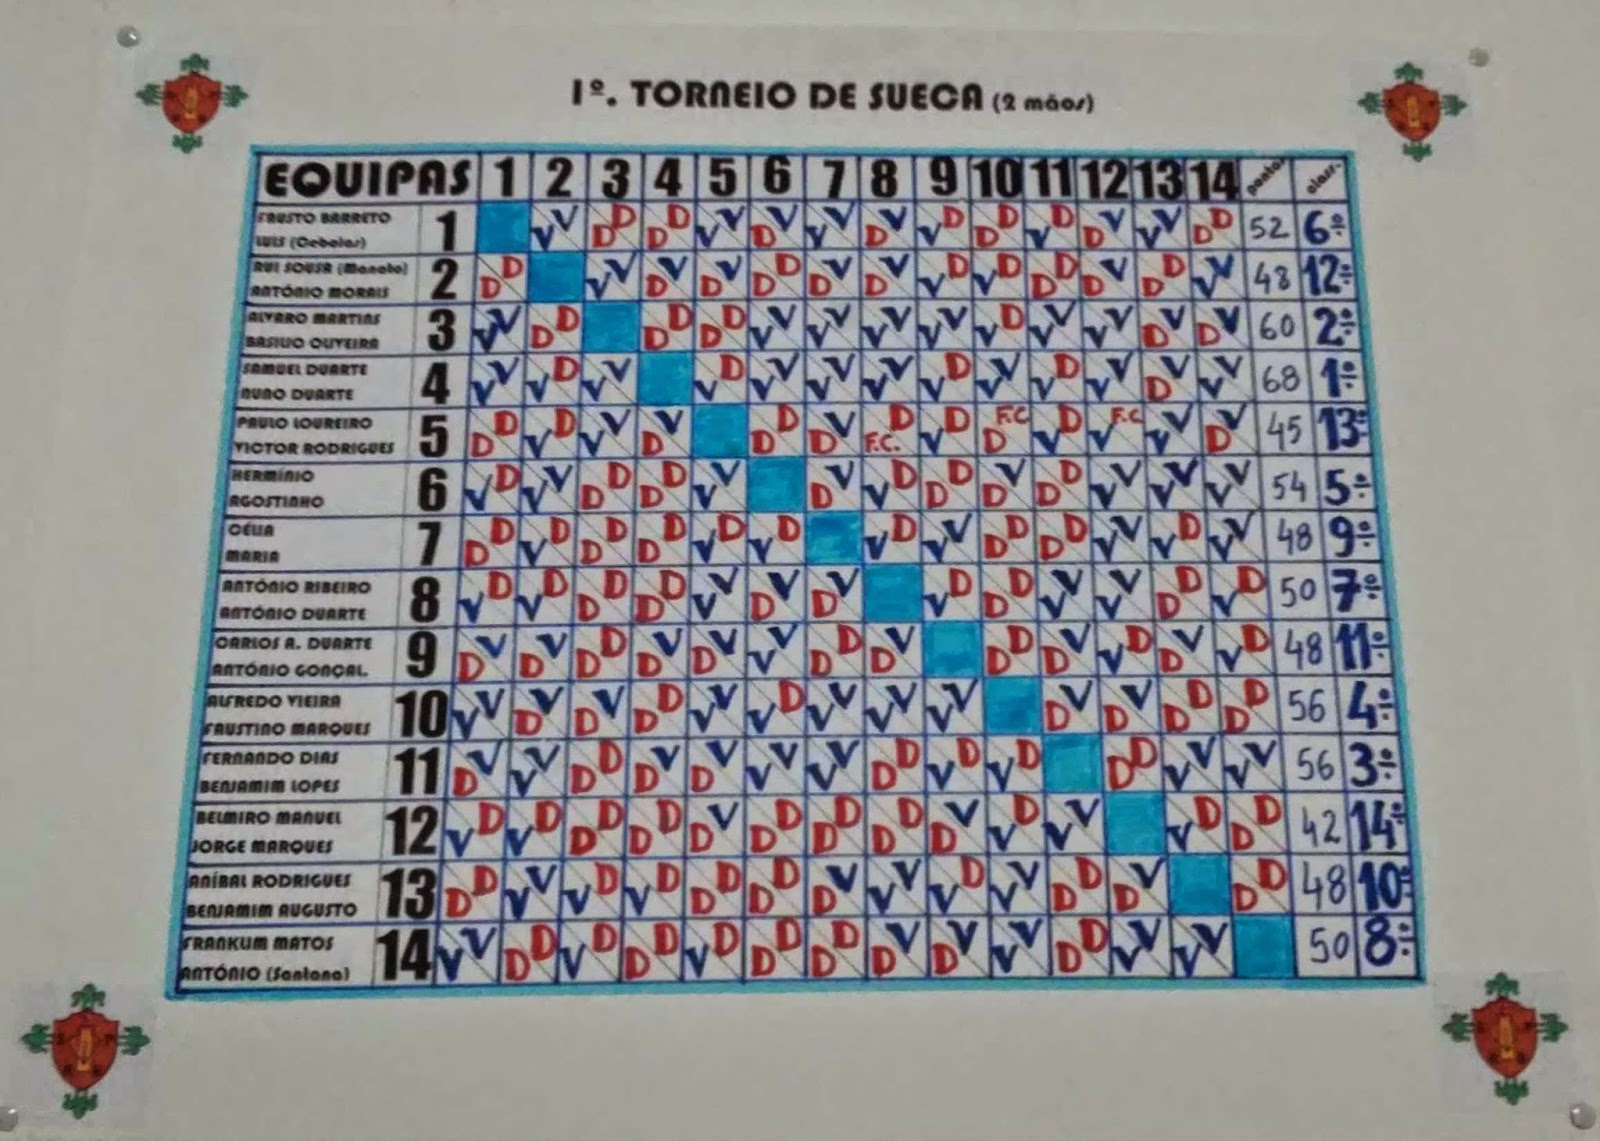 1º. TORNEIO DE SUECA (2 mãos)
EQUIPAS 1 2 3 4 5 6 7 8 9 10 11 12 13 14 pontos class.
FAUSTO BARRETO
LUIS (Cebolas) 1 V V D D D D V V D V V V D V V D D D V D D V V V D D 52 6º
RUI SOUSA (Manata)
ANTÓNIO MORAIS 2 D D V V D V D V D D D V D V V D V D D D D V D D V V 48 12º
ALVARO MARTINS
BASILIO OLIVEIRA 3 V V D D D D D D V V V V V V V V V D V V V V D V D V 60 2º
SAMUEL DUARTE
NUNO DUARTE 4 V V V D V V V D V V V V V V V D V V V D V V D V V V 68 1º
PAULO LOUREIRO
VICTOR RODRIGUES 5 D D V D V V D V D D D V F.C. D V D D F.C V D V F.C V V D V 45 13º
HERMÍNIO
AGOSTINHO 6 V D V V D D D D V V D V V D D D D V D D V V V V V V 54 5º
CÉLIA
MARIA 7 D D V D D D D D V D V D V D V V D D D D V V V D V V 48 9º
ANTÓNIO RIBEIRO
ANTÓNIO DUARTE 8 V D V D D D D D V V D V D V V D D D V V V V D D V D 50 7º
CARLOS A. DUARTE
ANTÓNIO GONÇAL. 9 D V D V D D D V D V V V D D D V D D D V V D D V V D 48 11º
ALFREDO VIEIRA
FAUSTINO MARQUES 10 V V D V D V D D V V V D V V V V V V D V D V D D D D 56 4º
FERNANDO DIAS
BENJAMIM LOPES 11 D V V V D D D V D V V V V V D D V D V D D D V V V V 56 3º
BELMIRO MANUEL
JORGE MARQUES 12 V D V D D D D D D V D D D D D D D V V D V V V D D D 42 14º
ANÍBAL RODRIGUES
BENJAMIM AUGUSTO 13 D D V V V D V D D D D D D V V V V D V V D D D V D D 48 10º
FRANKLIM MATOS
ANTÓNIO (Santana) 14 V V D D V D D D V D D D D D D V D V V V D D V V V V 50 8º